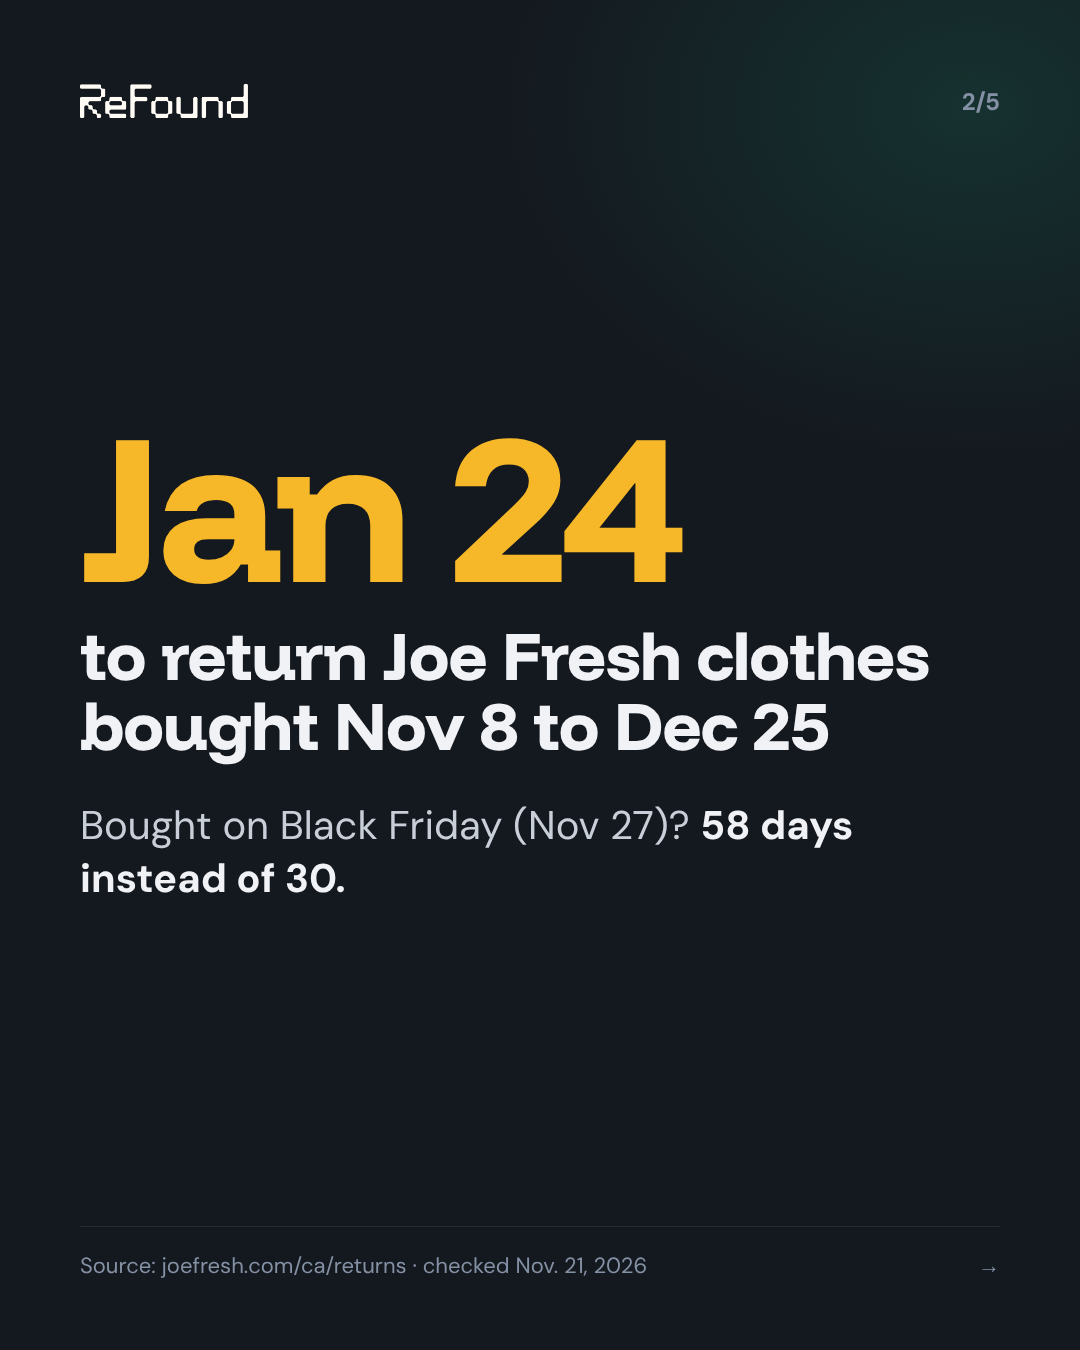 ReFound
2/5
Jan 24
to return Joe Fresh clothes
bought Nov 8 to Dec 25
Bought on Black Friday (Nov 27)? 58 days
instead of 30.
Source: joefresh.com/ca/returns · checked Nov. 21, 2026 →